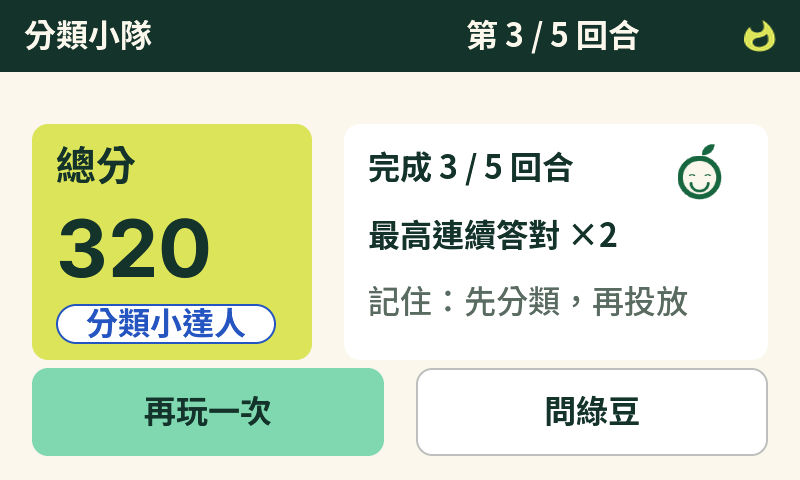 分類小隊
第 3 / 5 回合
總分
320
分類小達人
完成 3 / 5 回合
最高連續答對 ×2
記住：先分類，再投放
再玩一次
問綠豆